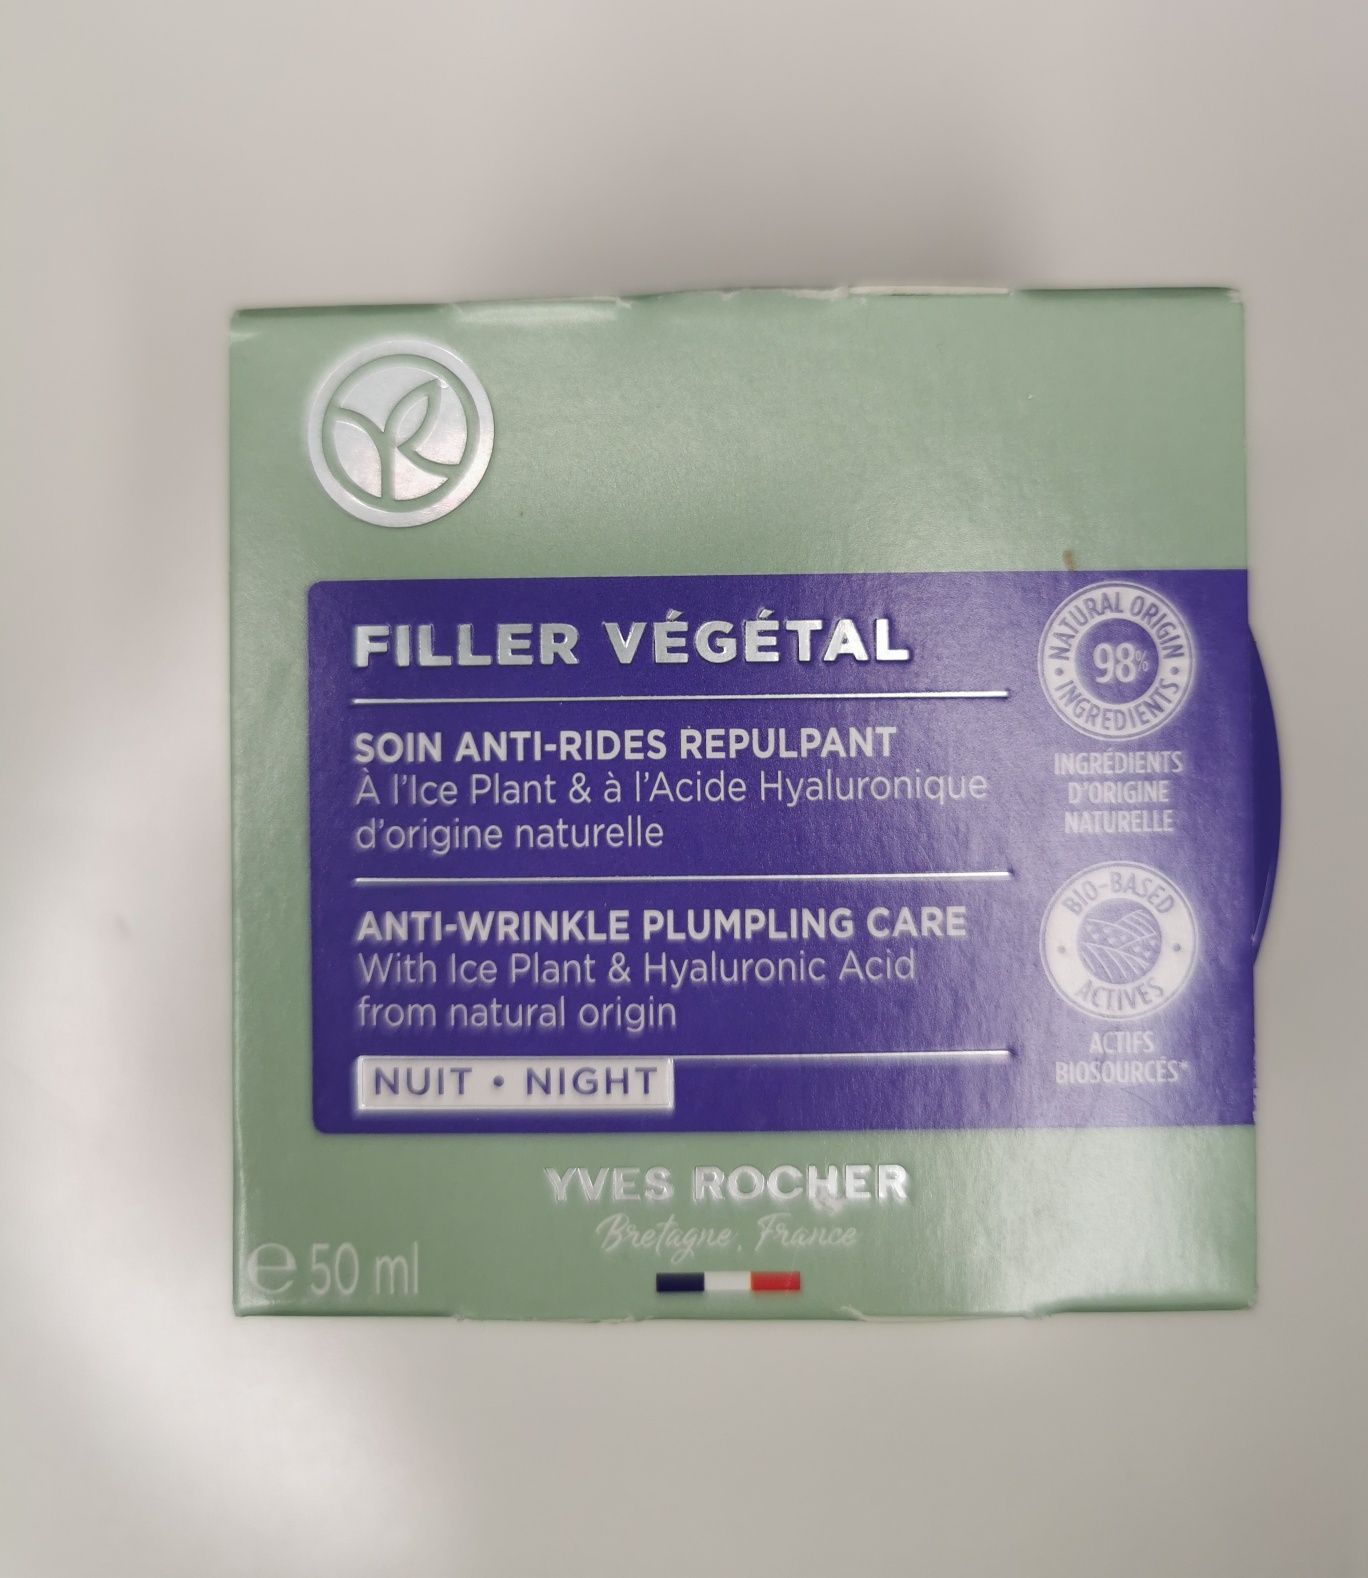 FILLER VÉGÉTAL
SOIN ANTI-RIDES REPULPANT
À l'Ice Plant & à l'Acide Hyaluronique
d'origine naturelle
ANTI-WRINKLE PLUMPLING CARE
With Ice Plant & Hyaluronic Acid
from natural origin
NUIT • NIGHT
NATURAL ORIGIN
98%
• INGREDIENTS •
INGRÉDIENTS
D'ORIGINE
NATURELLE
BIO-BASED
• ACTIVES •
ACTIFS
BIOSOURCÉS*
YVES ROCHER
Bretagne, France
℮ 50 ml